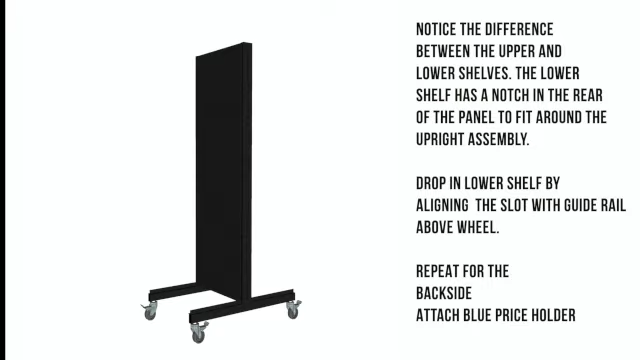 NOTICE THE DIFFERENCE
BETWEEN THE UPPER AND
LOWER SHELVES. THE LOWER
SHELF HAS A NOTCH IN THE REAR
OF THE PANEL TO FIT AROUND THE
UPRIGHT ASSEMBLY.
DROP IN LOWER SHELF BY
ALIGNING THE SLOT WITH GUIDE RAIL
ABOVE WHEEL.
REPEAT FOR THE
BACKSIDE
ATTACH BLUE PRICE HOLDER